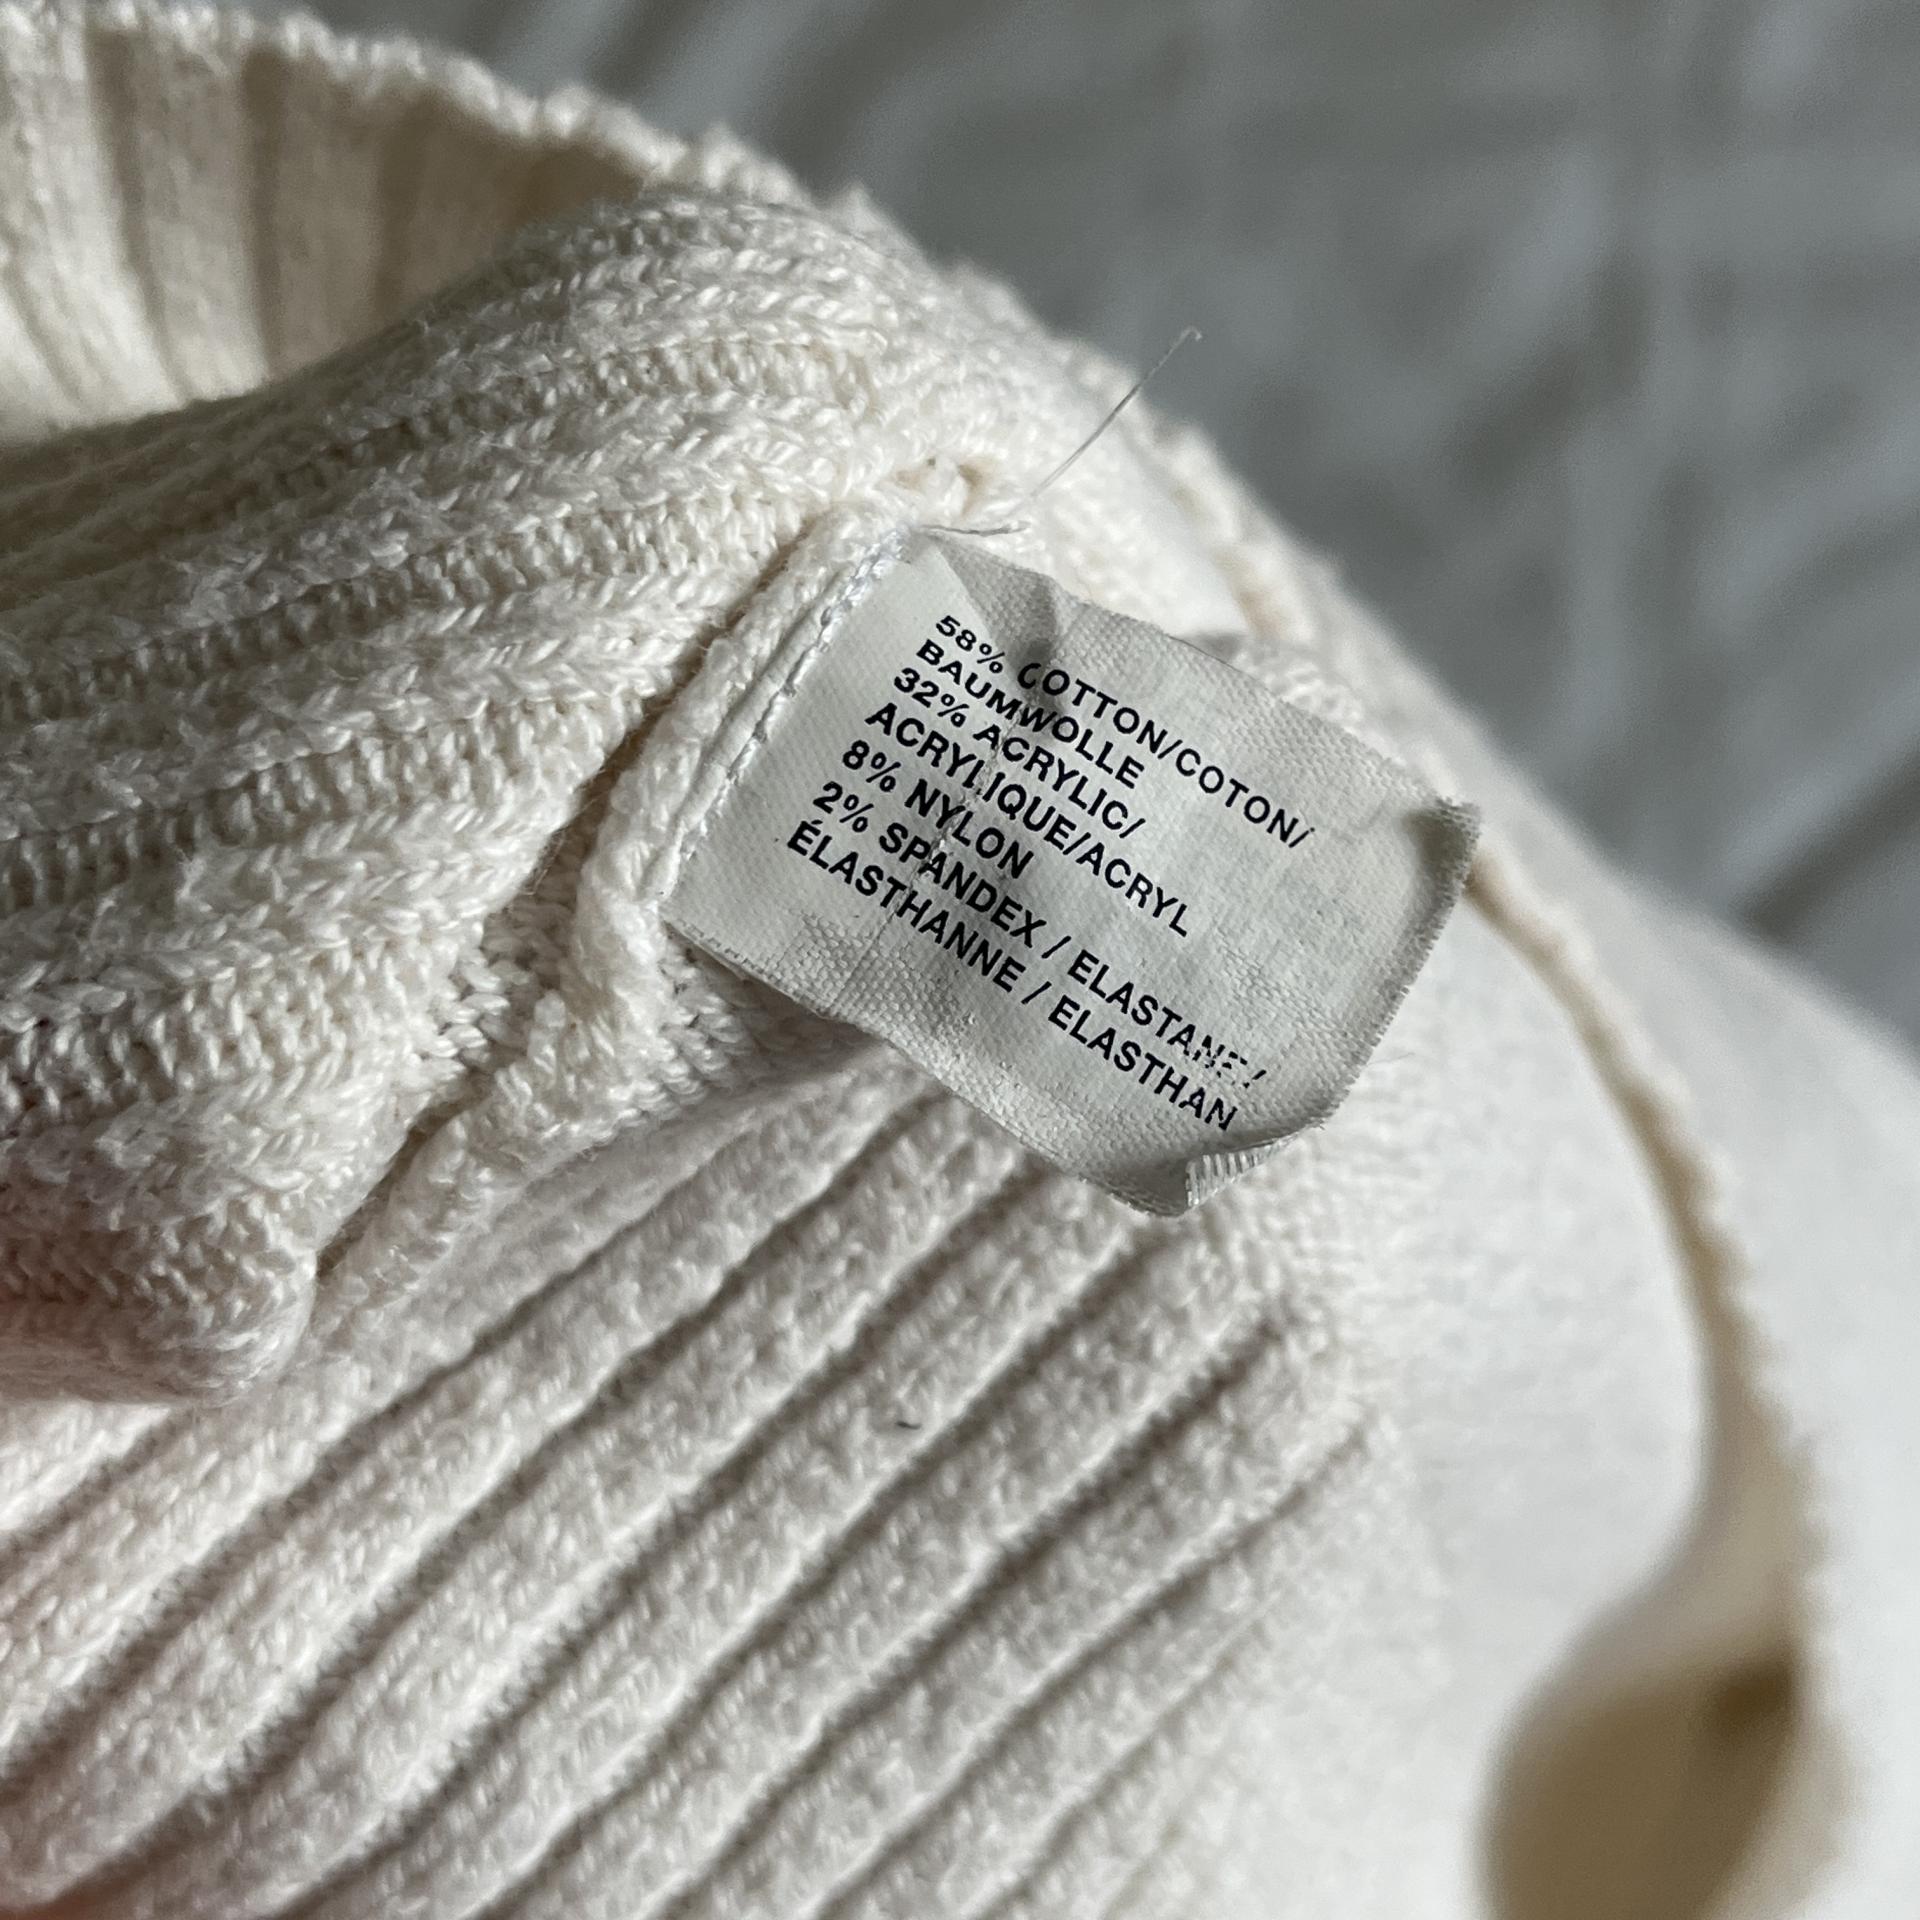 58% COTTON/COTON/
BAUMWOLLE
32% ACRYLIC/
ACRYLIQUE/ACRYL
8% NYLON
2% SPANDEX / ELASTANE/
ÉLASTHANNE / ELASTHAN